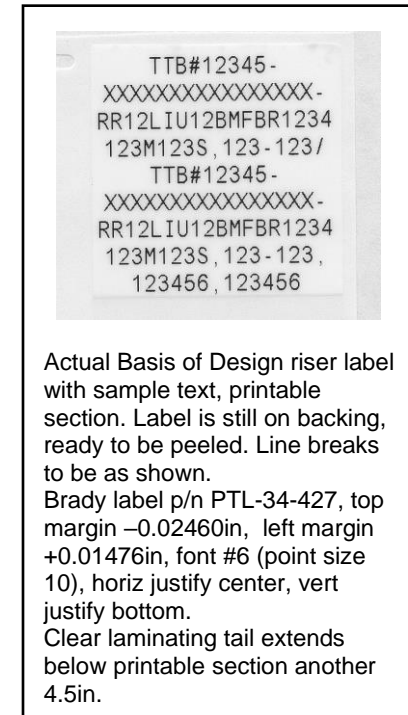 TTB#12345-
XXXXXXXXXXXXXXXX-
RR12LIU12BMFBR1234
123M123S,123-123/
TTB#12345-
XXXXXXXXXXXXXXXX-
RR12LIU12BMFBR1234
123M123S,123-123,
123456,123456
Actual Basis of Design riser label
with sample text, printable
section. Label is still on backing,
ready to be peeled. Line breaks
to be as shown.
Brady label p/n PTL-34-427, top
margin –0.02460in, left margin
+0.01476in, font #6 (point size
10), horiz justify center, vert
justify bottom.
Clear laminating tail extends
below printable section another
4.5in.